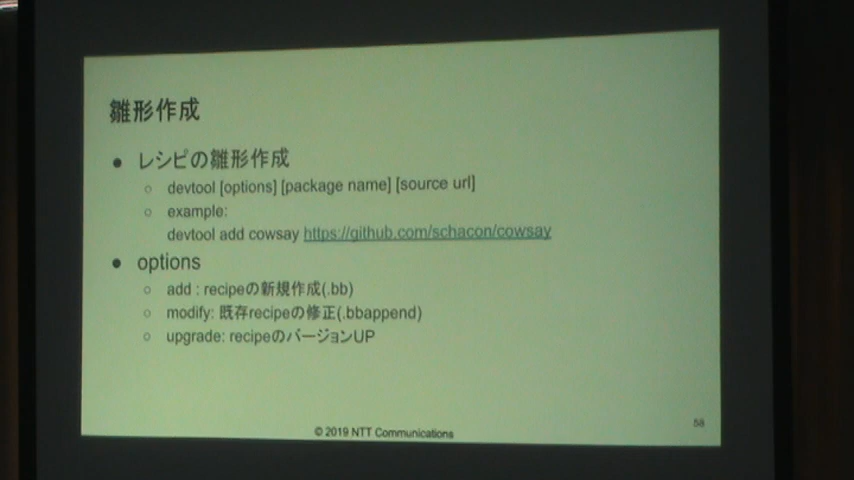 雛形作成
● レシピの雛形作成
○ devtool [options] [package name] [source url]
○ example:
devtool add cowsay https://github.com/schacon/cowsay
● options
○ add : recipeの新規作成(.bb)
○ modify: 既存recipeの修正(.bbappend)
○ upgrade: recipeのバージョンUP
© 2019 NTT Communications
58